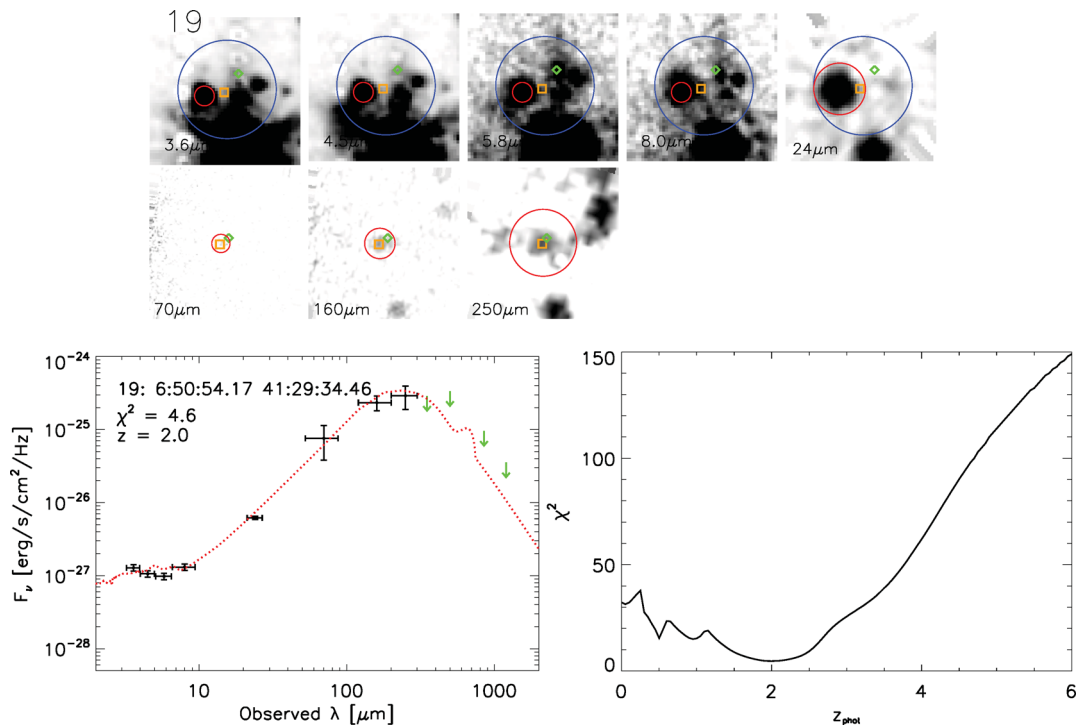 19
3.6μm
4.5μm
5.8μm
8.0μm
24μm
70μm
160μm
250μm
19: 6:50:54.17 41:29:34.46
χ² = 4.6
z = 2.0
10⁻²⁴
10⁻²⁵
10⁻²⁶
10⁻²⁷
10⁻²⁸
F_ν [erg/s/cm²/Hz]
10
100
1000
Observed λ [μm]
150
100
50
0
χ²
0
2
4
6
z_phot